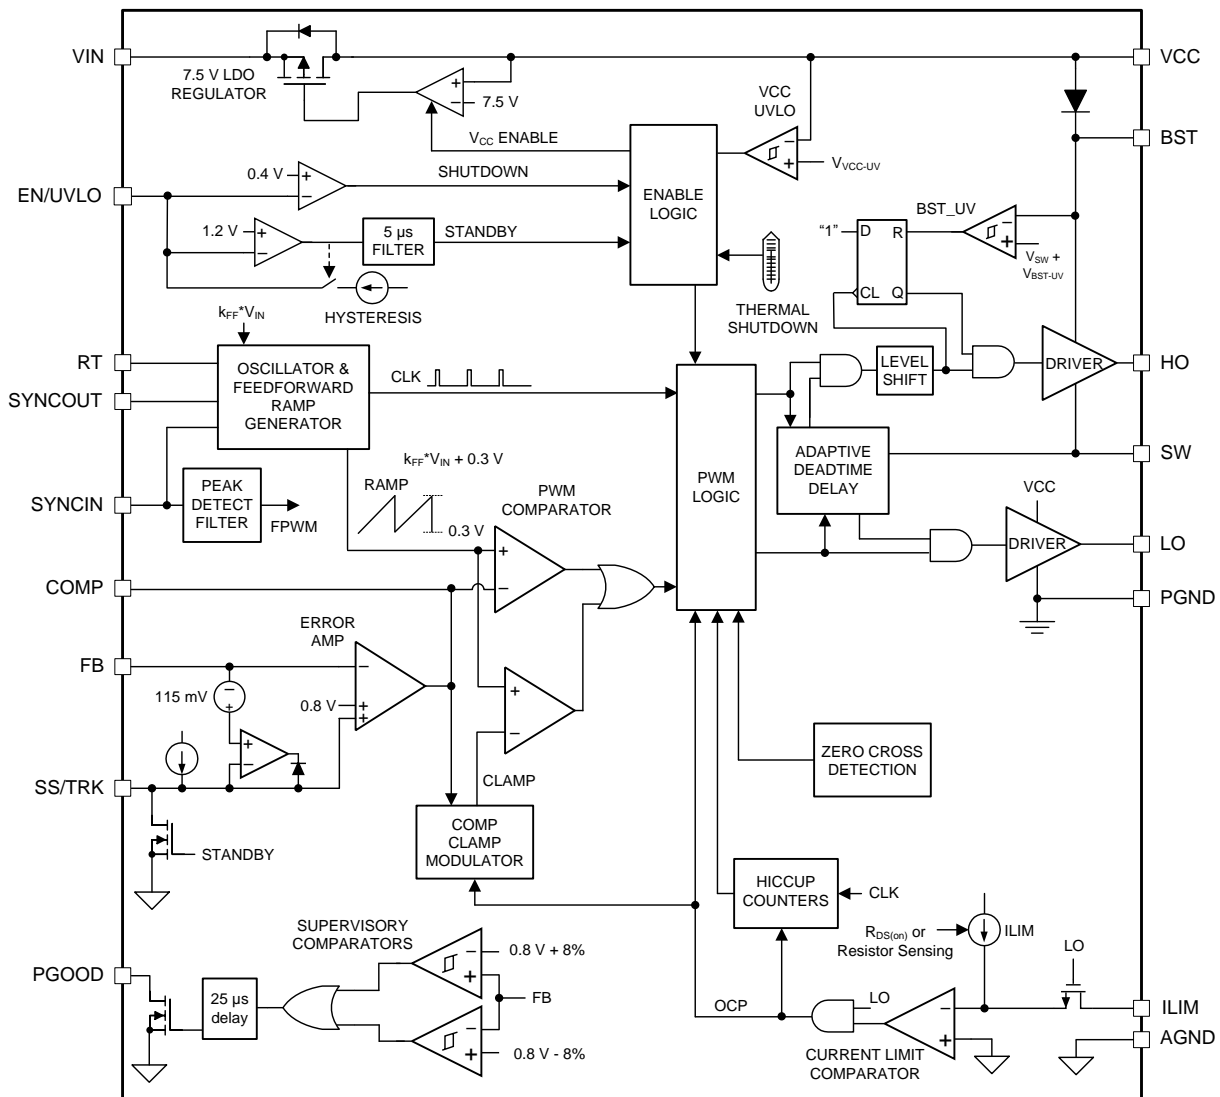 VIN
7.5 V LDO
REGULATOR
+
−
7.5 V
VCC
UVLO
−
+
VVCC-UV
VCC
BST
VCC ENABLE
EN/UVLO
0.4 V
+
−
SHUTDOWN
ENABLE
LOGIC
1.2 V
+
−
5 µs
FILTER
STANDBY
HYSTERESIS
THERMAL
SHUTDOWN
“1”
D
R
CL
Q
BST_UV
−
+
VSW +
VBST-UV
kFF*VIN
RT
SYNCOUT
OSCILLATOR &
FEEDFORWARD
RAMP
GENERATOR
CLK
LEVEL
SHIFT
DRIVER
HO
SYNCIN
PEAK
DETECT
FILTER
FPWM
kFF*VIN + 0.3 V
RAMP
0.3 V
PWM
COMPARATOR
+
−
PWM
LOGIC
ADAPTIVE
DEADTIME
DELAY
SW
VCC
DRIVER
LO
PGND
COMP
ERROR
AMP
FB
−
+
115 mV
−
0.8 V
+
+
+
−
+
−
SS/TRK
CLAMP
COMP
CLAMP
MODULATOR
STANDBY
ZERO CROSS
DETECTION
HICCUP
COUNTERS
CLK
RDS(on) or
Resistor Sensing
ILIM
LO
SUPERVISORY
COMPARATORS
−
+
0.8 V + 8%
FB
−
+
0.8 V - 8%
PGOOD
25 µs
delay
OCP
LO
−
+
CURRENT LIMIT
COMPARATOR
ILIM
AGND